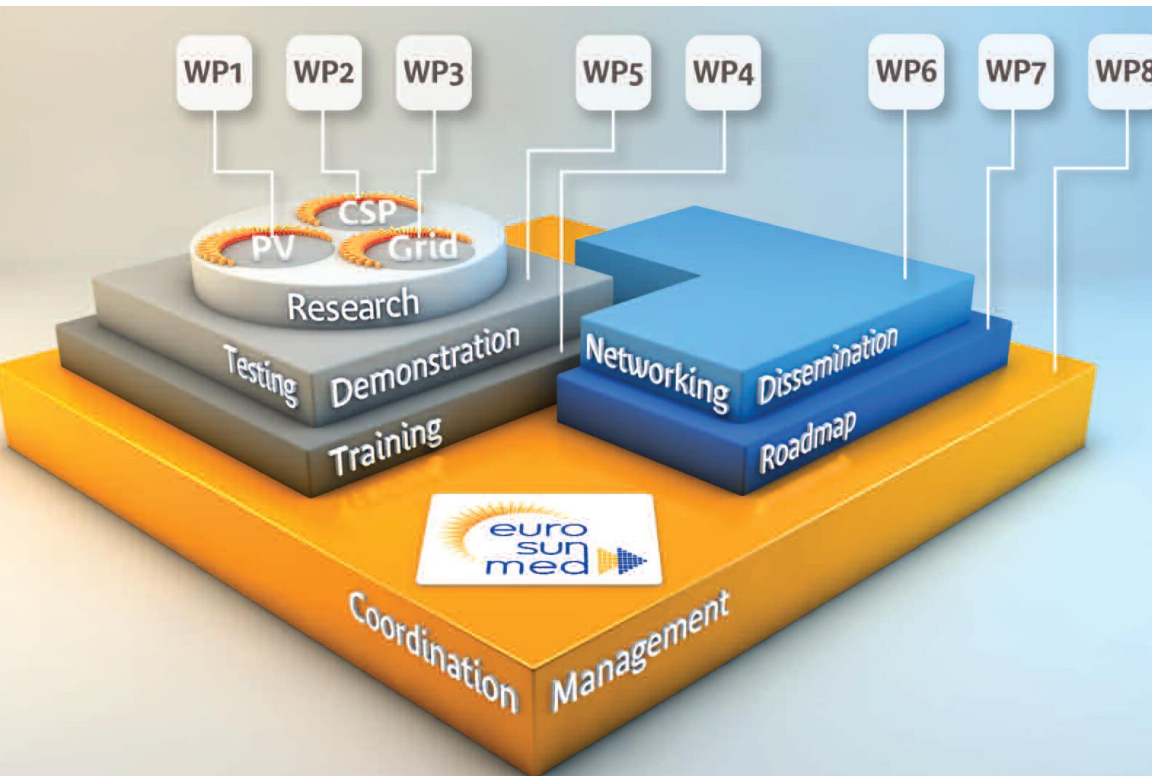 WP1
WP2
WP3
WP5
WP4
WP6
WP7
WP8
CSP
PV
Grid
Research
Testing
Demonstration
Training
Networking
Dissemination
Roadmap
euro
sun
med
Coordination
Management